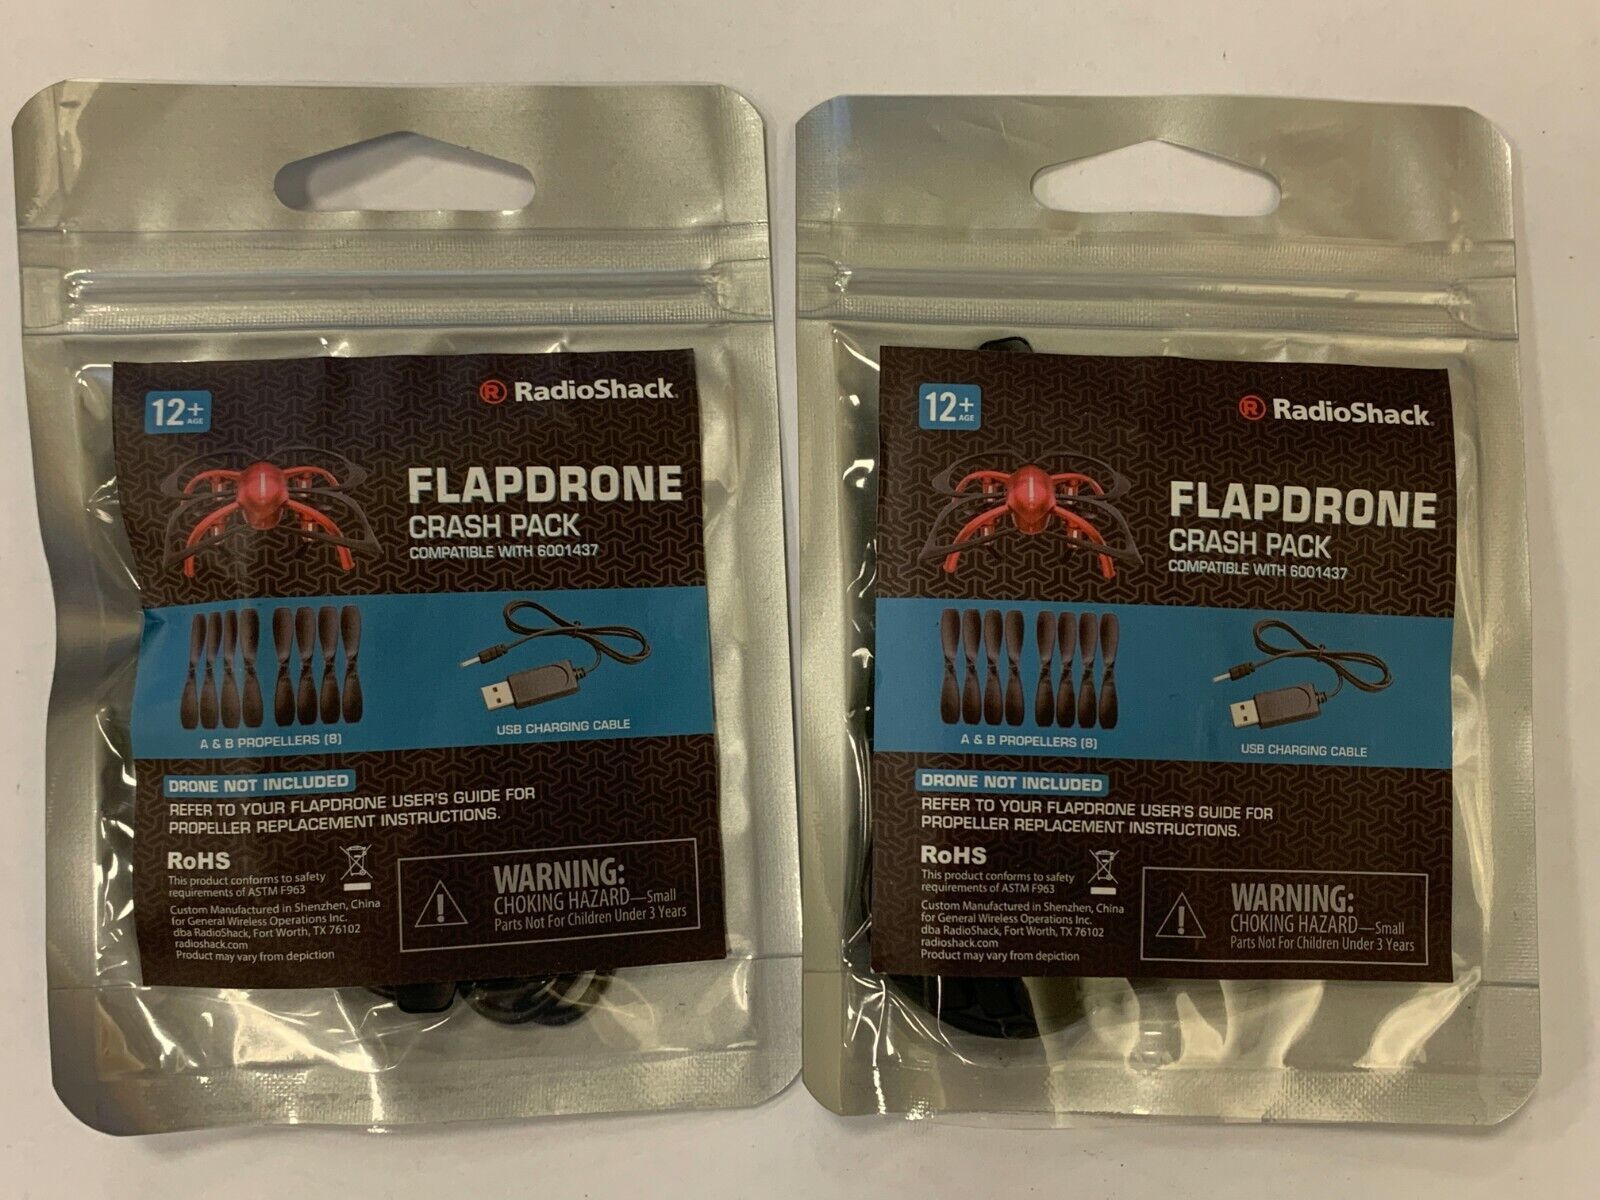 12+
AGE
® RadioShack®
FLAPDRONE
CRASH PACK
COMPATIBLE WITH 6001437
A & B PROPELLERS (8)
USB CHARGING CABLE
DRONE NOT INCLUDED
REFER TO YOUR FLAPDRONE USER'S GUIDE FOR
PROPELLER REPLACEMENT INSTRUCTIONS.
RoHS
This product conforms to safety
requirements of ASTM F963
Custom Manufactured in Shenzhen, China
for General Wireless Operations Inc.
dba RadioShack, Fort Worth, TX 76102
radioshack.com
Product may vary from depiction
WARNING:
CHOKING HAZARD—Small
Parts Not For Children Under 3 Years
12+
AGE
® RadioShack®
FLAPDRONE
CRASH PACK
COMPATIBLE WITH 6001437
A & B PROPELLERS (8)
USB CHARGING CABLE
DRONE NOT INCLUDED
REFER TO YOUR FLAPDRONE USER'S GUIDE FOR
PROPELLER REPLACEMENT INSTRUCTIONS.
RoHS
This product conforms to safety
requirements of ASTM F963
Custom Manufactured in Shenzhen, China
for General Wireless Operations Inc.
dba RadioShack, Fort Worth, TX 76102
radioshack.com
Product may vary from depiction
WARNING:
CHOKING HAZARD—Small
Parts Not For Children Under 3 Years